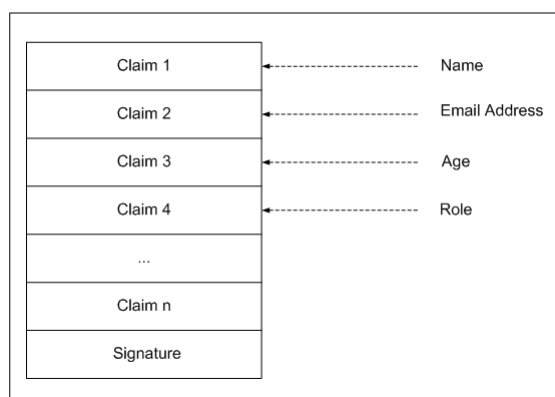 Claim 1
Name
Claim 2
Email Address
Claim 3
Age
Claim 4
Role
...
Claim n
Signature